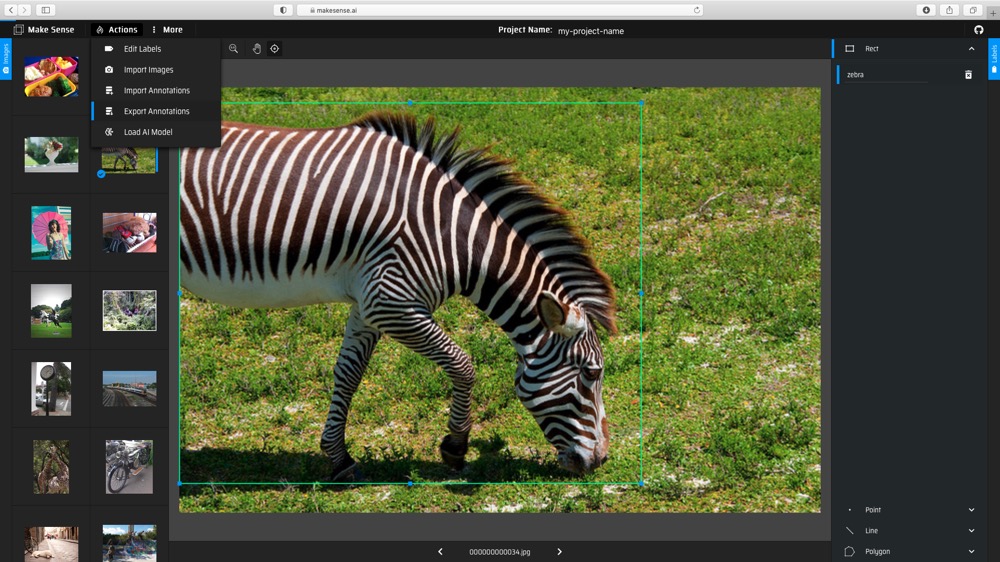 makesense.ai
Make Sense
Actions
More
Project Name: my-project-name
Images
Edit Labels
Import Images
Import Annotations
Export Annotations
Load AI Model
Labels
Rect
zebra
Point
Line
Polygon
000000000034.jpg